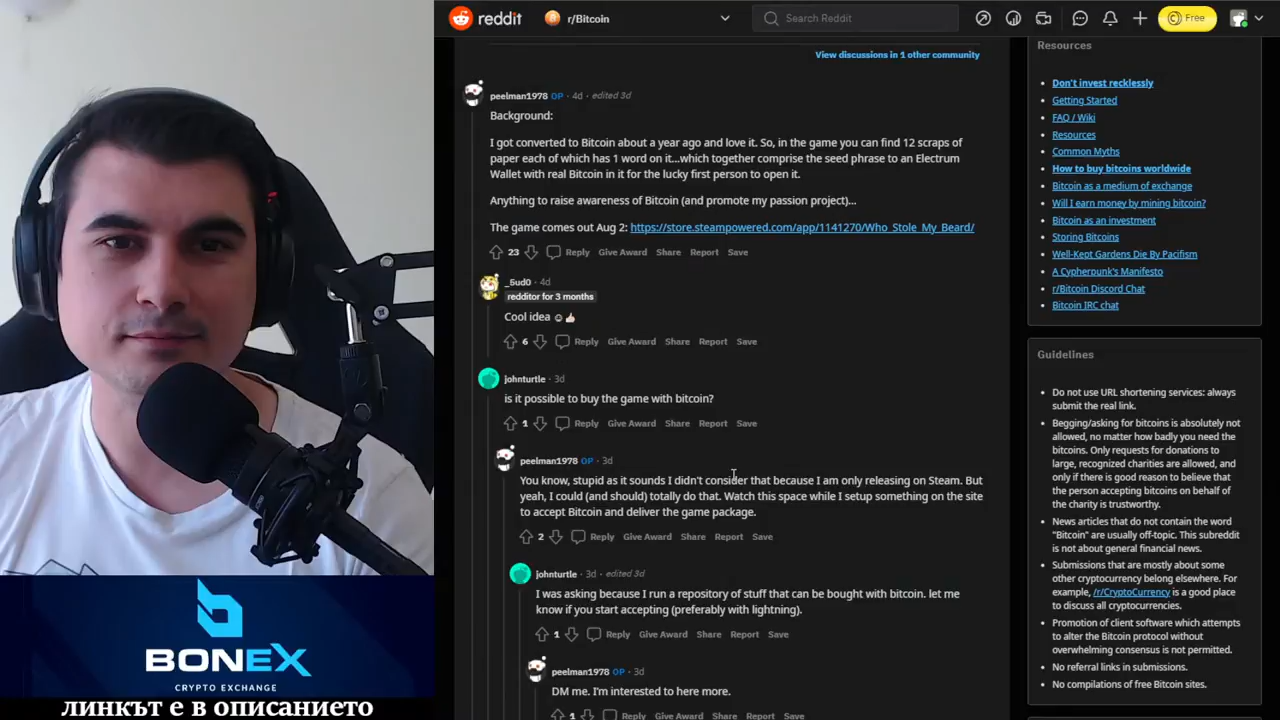 reddit
r/Bitcoin
Search Reddit
Free
View discussions in 1 other community
peelman1978 OP · 4d · edited 3d
Background:
I got converted to Bitcoin about a year ago and love it. So, in the game you can find 12 scraps of
paper each of which has 1 word on it...which together comprise the seed phrase to an Electrum
Wallet with real Bitcoin in it for the lucky first person to open it.
Anything to raise awareness of Bitcoin (and promote my passion project)...
The game comes out Aug 2: https://store.steampowered.com/app/1141270/Who_Stole_My_Beard/
23 Reply Give Award Share Report Save
_5ud0 · 4d
redditor for 3 months
Cool idea ☺👍🏻
6 Reply Give Award Share Report Save
johnturtle · 3d
is it possible to buy the game with bitcoin?
1 Reply Give Award Share Report Save
peelman1978 OP · 3d
You know, stupid as it sounds I didn't consider that because I am only releasing on Steam. But
yeah, I could (and should) totally do that. Watch this space while I setup something on the site
to accept Bitcoin and deliver the game package.
2 Reply Give Award Share Report Save
johnturtle · 3d · edited 3d
I was asking because I run a repository of stuff that can be bought with bitcoin. let me
know if you start accepting (preferably with lightning).
1 Reply Give Award Share Report Save
peelman1978 OP · 3d
DM me. I'm interested to here more.
1 Reply Give Award Share Report Save
Resources
Don't invest recklessly
Getting Started
FAQ / Wiki
Resources
Common Myths
How to buy bitcoins worldwide
Bitcoin as a medium of exchange
Will I earn money by mining bitcoin?
Bitcoin as an investment
Storing Bitcoins
Well-Kept Gardens Die By Pacifism
A Cypherpunk's Manifesto
r/Bitcoin Discord Chat
Bitcoin IRC chat
Guidelines
Do not use URL shortening services: always
submit the real link.
Begging/asking for bitcoins is absolutely not
allowed, no matter how badly you need the
bitcoins. Only requests for donations to
large, recognized charities are allowed, and
only if there is good reason to believe that
the person accepting bitcoins on behalf of
the charity is trustworthy.
News articles that do not contain the word
"Bitcoin" are usually off-topic. This subreddit
is not about general financial news.
Submissions that are mostly about some
other cryptocurrency belong elsewhere. For
example, /r/CryptoCurrency is a good place
to discuss all cryptocurrencies.
Promotion of client software which attempts
to alter the Bitcoin protocol without
overwhelming consensus is not permitted.
No referral links in submissions.
No compilations of free Bitcoin sites.
BONEX
CRYPTO EXCHANGE
линкът е в описанието